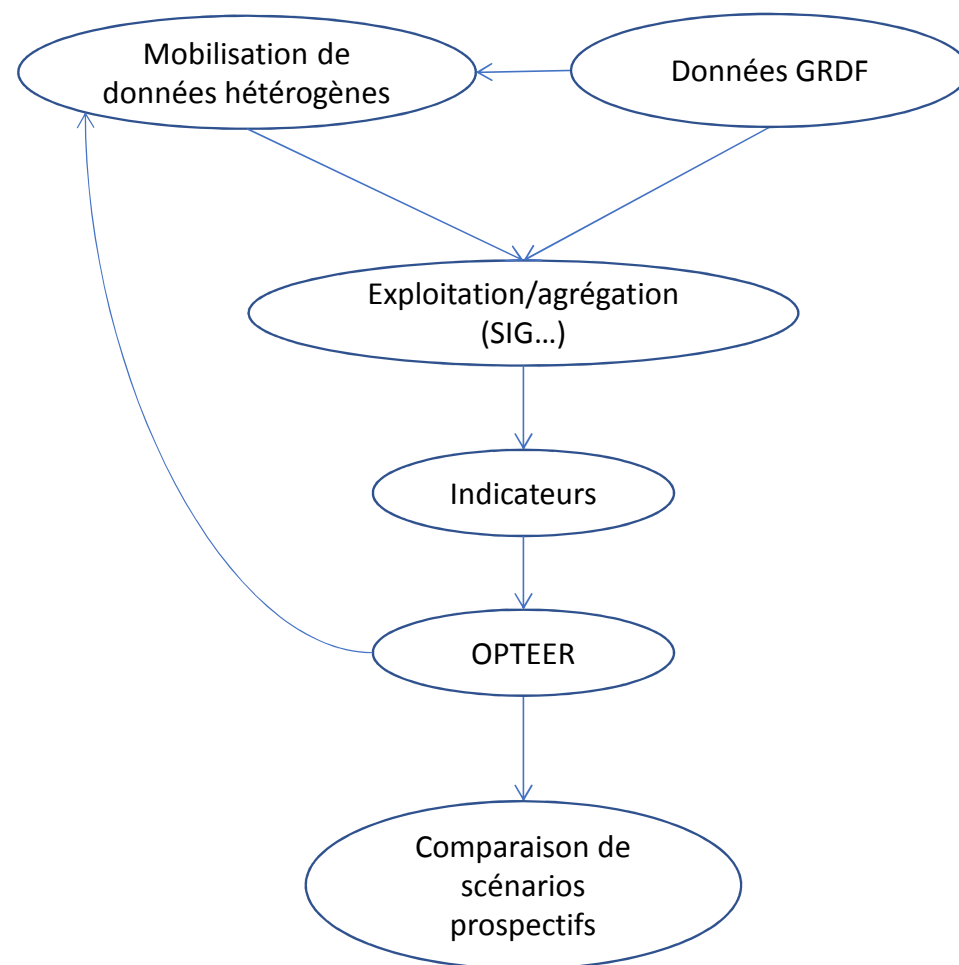 Mobilisation de
données hétérogènes
Données GRDF
Exploitation/agrégation
(SIG…)
Indicateurs
OPTEER
Comparaison de
scénarios
prospectifs